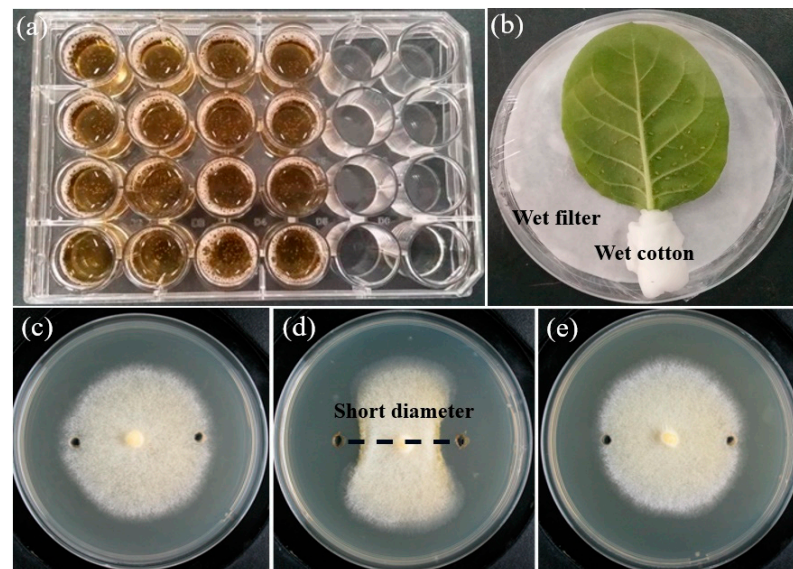 (a)
(b)
Wet filter
Wet cotton
(c)
(d)
(e)
Short diameter